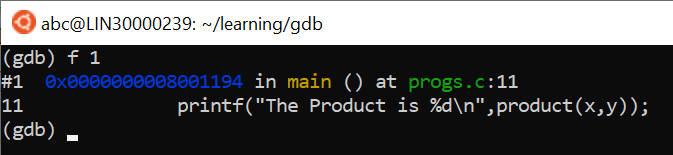 abc@LIN30000239: ~/learning/gdb
(gdb) f 1
#1  0x0000000008001194 in main () at progs.c:11
11              printf("The Product is %d\n",product(x,y));
(gdb)